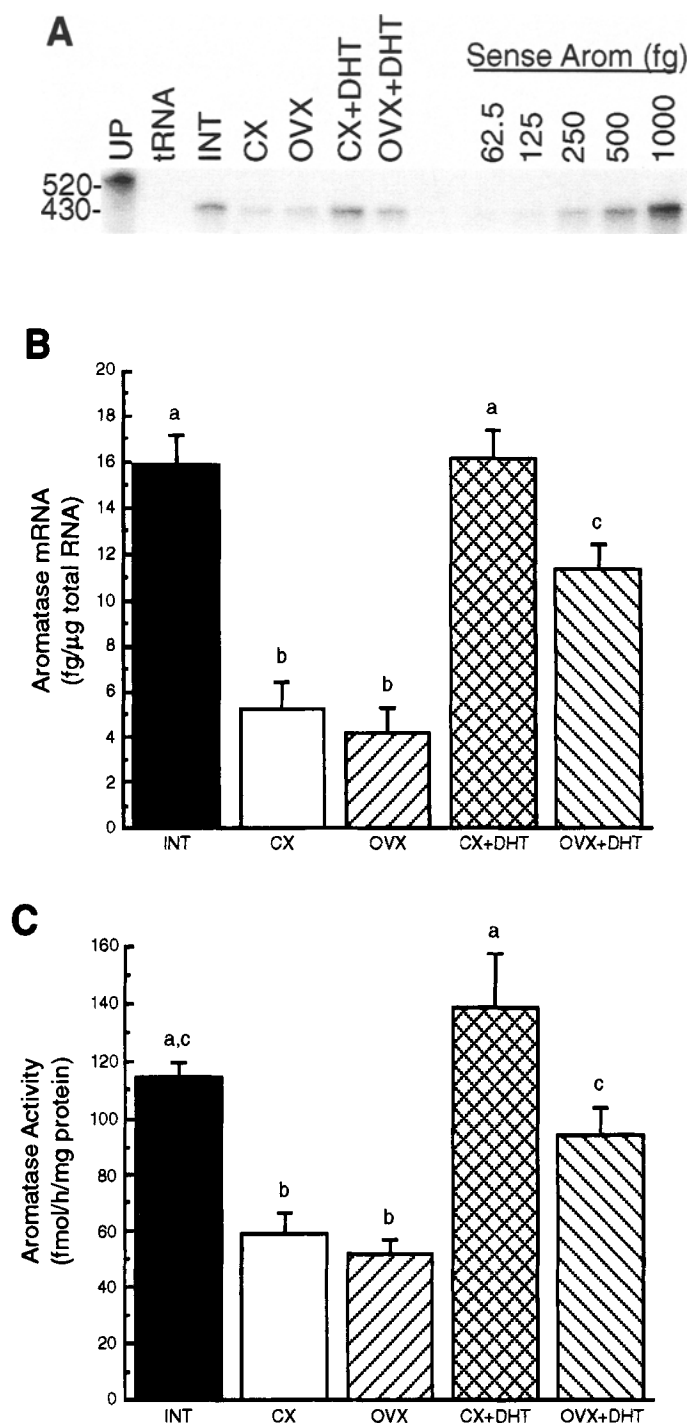 A
Sense Arom (fg)
UP tRNA INT CX OVX CX+DHT OVX+DHT 62.5 125 250 500 1000
520-
430-
B
Aromatase mRNA
(fg/µg total RNA)
20
18
16
14
12
10
8
6
4
2
0
a
b
b
a
c
INT CX OVX CX+DHT OVX+DHT
C
Aromatase Activity
(fmol/h/mg protein)
160
140
120
100
80
60
40
20
0
a,c
b
b
a
c
INT CX OVX CX+DHT OVX+DHT